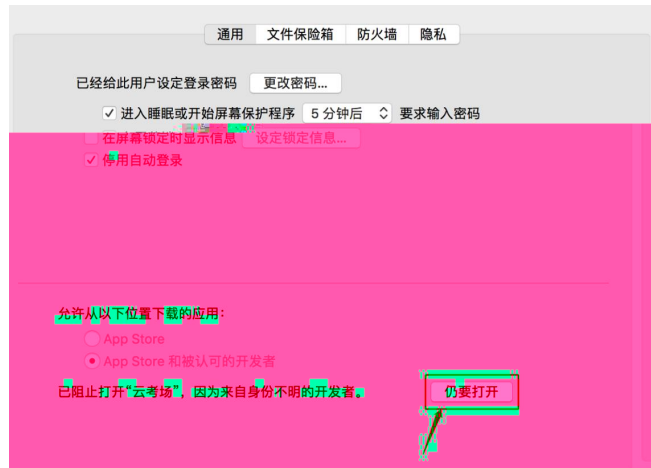 通用 文件保险箱 防火墙 隐私
已经给此用户设定登录密码 更改密码...
进入睡眠或开始屏幕保护程序 5 分钟后 要求输入密码
在屏幕锁定时显示信息 设定锁定信息...
停用自动登录
允许从以下位置下载的应用：
App Store
App Store 和被认可的开发者
已阻止打开“云考场”，因为来自身份不明的开发者。 仍要打开